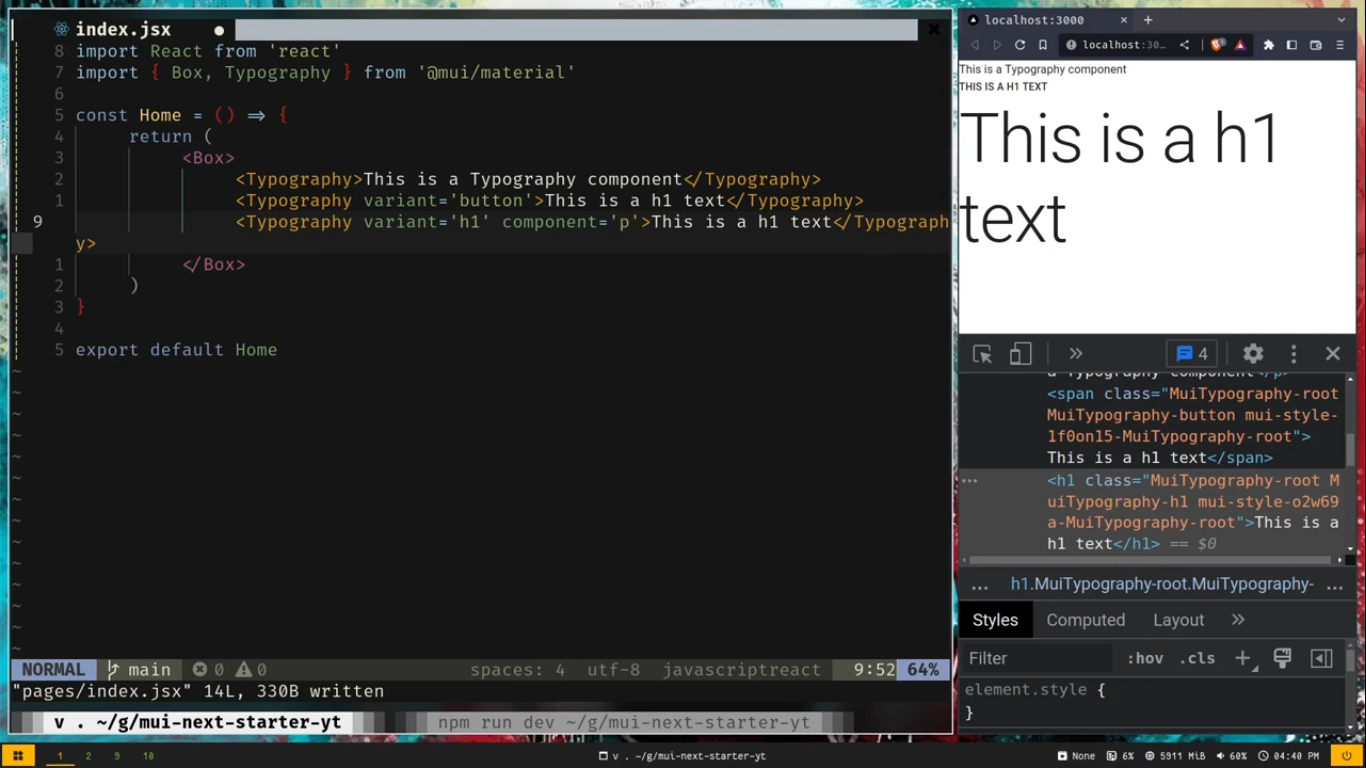 index.jsx
8 import React from 'react'
7 import { Box, Typography } from '@mui/material'
6
5 const Home = () => {
4 return (
3 <Box>
2 <Typography>This is a Typography component</Typography>
1 <Typography variant='button'>This is a h1 text</Typography>
9 <Typography variant='h1' component='p'>This is a h1 text</Typograph
y>
1 </Box>
2 )
3 }
4
5 export default Home
NORMAL main 0 0 spaces: 4 utf-8 javascriptreact 9:52 64%
"pages/index.jsx" 14L, 330B written
v . ~/g/mui-next-starter-yt npm run dev ~/g/mui-next-starter-yt
localhost:3000
localhost:30...
This is a Typography component
THIS IS A H1 TEXT
This is a h1
text
4
a Typography component</p>
<span class="MuiTypography-root
MuiTypography-button mui-style-
1f0on15-MuiTypography-root">
This is a h1 text</span>
<h1 class="MuiTypography-root M
uiTypography-h1 mui-style-o2w69
a-MuiTypography-root">This is a
h1 text</h1> == $0
... h1.MuiTypography-root.MuiTypography- ...
Styles Computed Layout
Filter :hov .cls
element.style {
}
1 2 9 10 v . ~/g/mui-next-starter-yt None 6% 5911 MiB 60% 04:40 PM